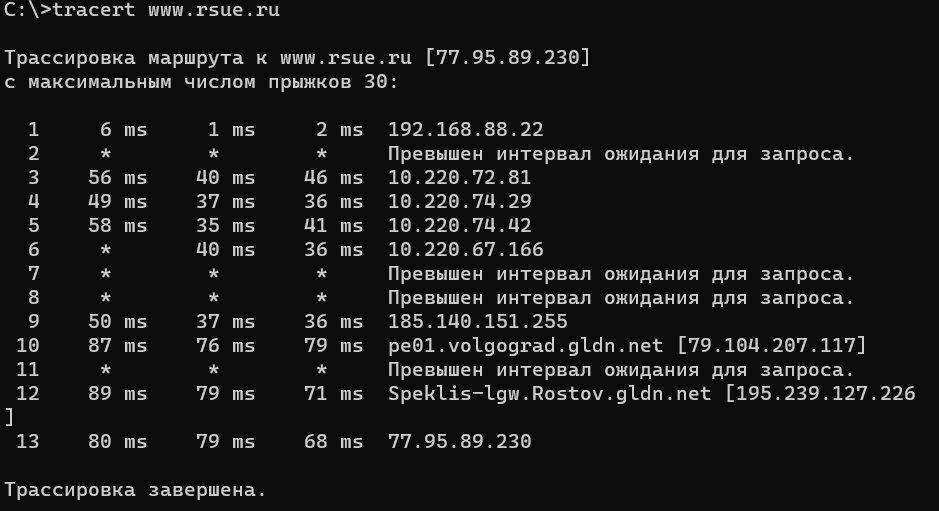 C:\>tracert www.rsue.ru
Трассировка маршрута к www.rsue.ru [77.95.89.230]
с максимальным числом прыжков 30:
1 6 ms 1 ms 2 ms 192.168.88.22
2 * * * Превышен интервал ожидания для запроса.
3 56 ms 40 ms 46 ms 10.220.72.81
4 49 ms 37 ms 36 ms 10.220.74.29
5 58 ms 35 ms 41 ms 10.220.74.42
6 * 40 ms 36 ms 10.220.67.166
7 * * * Превышен интервал ожидания для запроса.
8 * * * Превышен интервал ожидания для запроса.
9 50 ms 37 ms 36 ms 185.140.151.255
10 87 ms 76 ms 79 ms pe01.volgograd.gldn.net [79.104.207.117]
11 * * * Превышен интервал ожидания для запроса.
12 89 ms 79 ms 71 ms Speklis-lgw.Rostov.gldn.net [195.239.127.226
]
13 80 ms 79 ms 68 ms 77.95.89.230
Трассировка завершена.